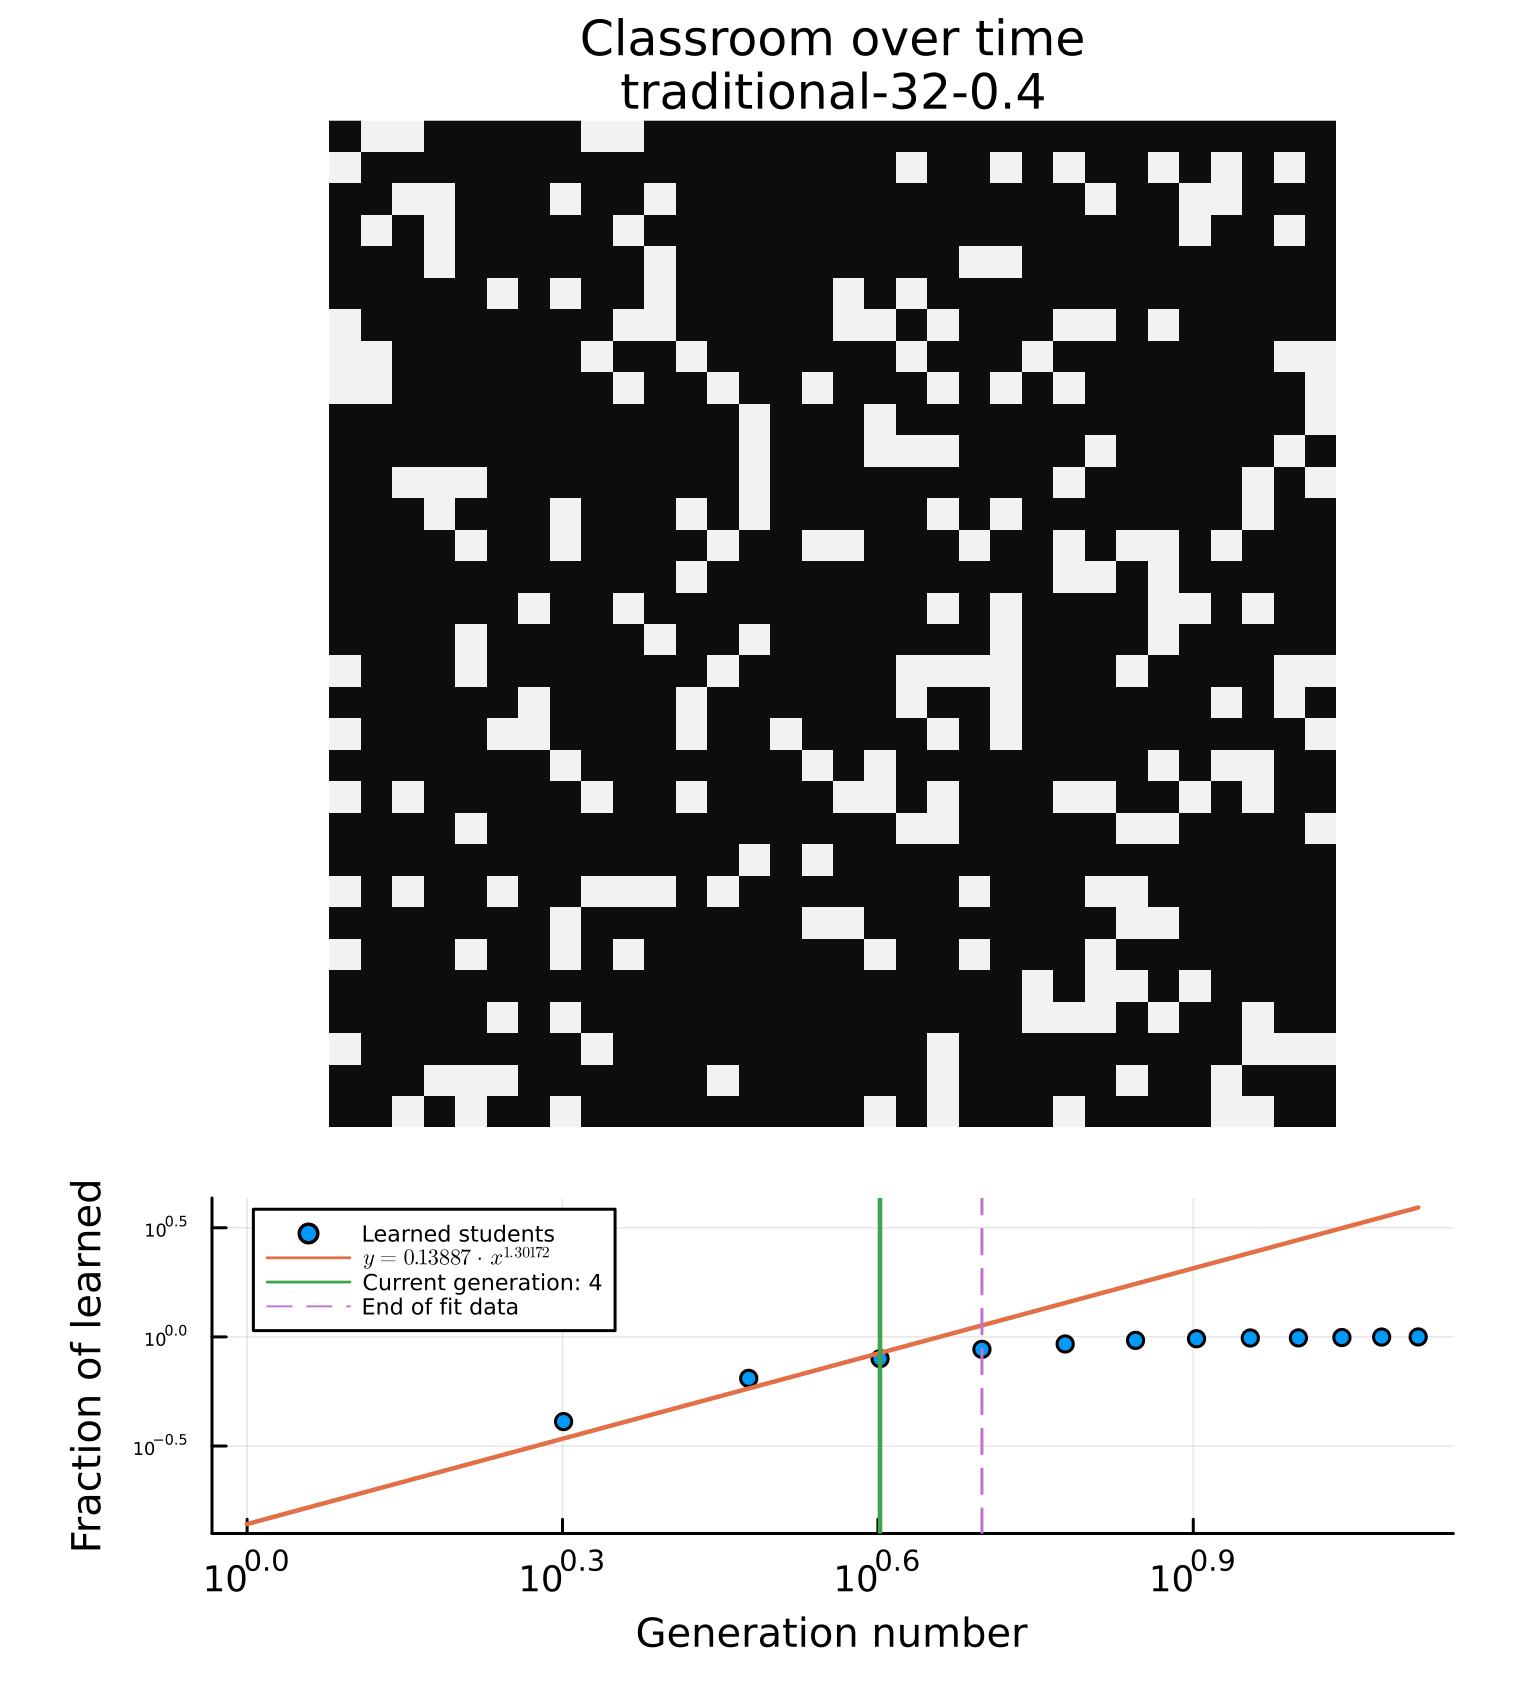 Classroom over time
traditional-32-0.4
Fraction of learned
10^0.5
10^0.0
10^−0.5
Learned students
y = 0.13887 · x^1.30172
Current generation: 4
End of fit data
10^0.0 10^0.3 10^0.6 10^0.9
Generation number